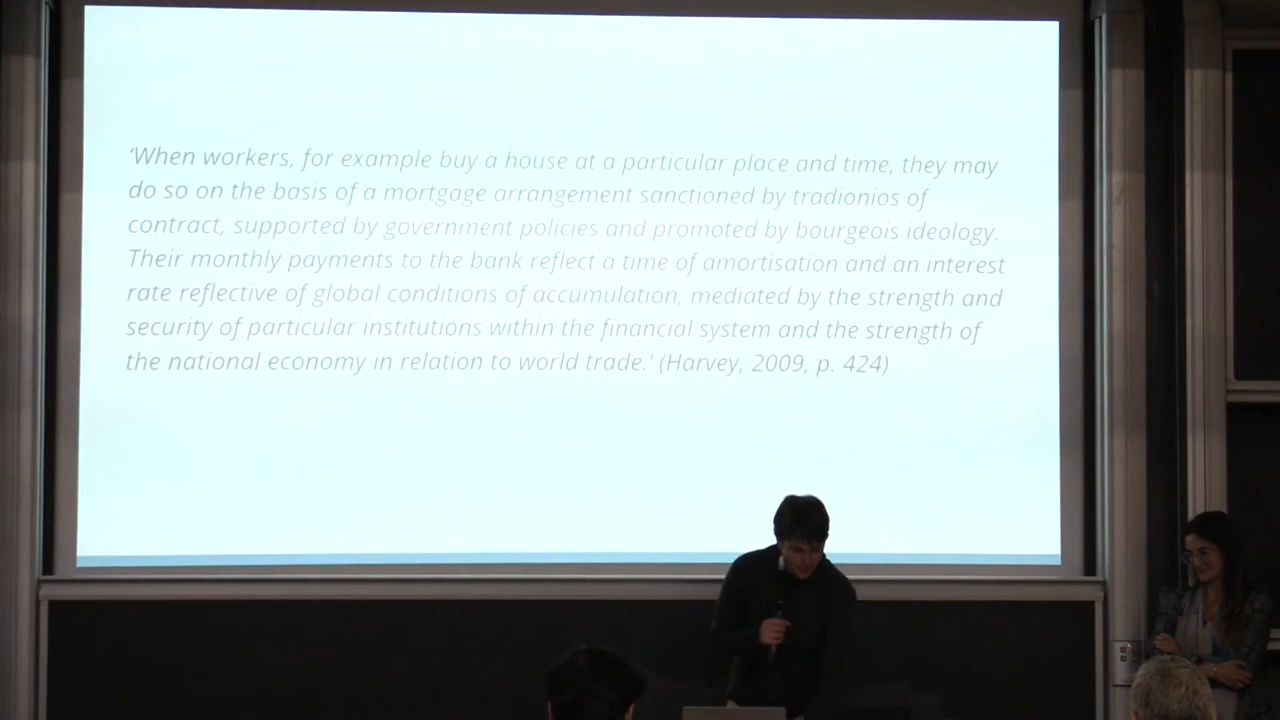 ‘When workers, for example buy a house at a particular place and time, they may
do so on the basis of a mortgage arrangement sanctioned by tradionios of
contract, supported by government policies and promoted by bourgeois ideology.
Their monthly payments to the bank reflect a time of amortisation and an interest
rate reflective of global conditions of accumulation, mediated by the strength and
security of particular institutions within the financial system and the strength of
the national economy in relation to world trade.‘ (Harvey, 2009, p. 424)